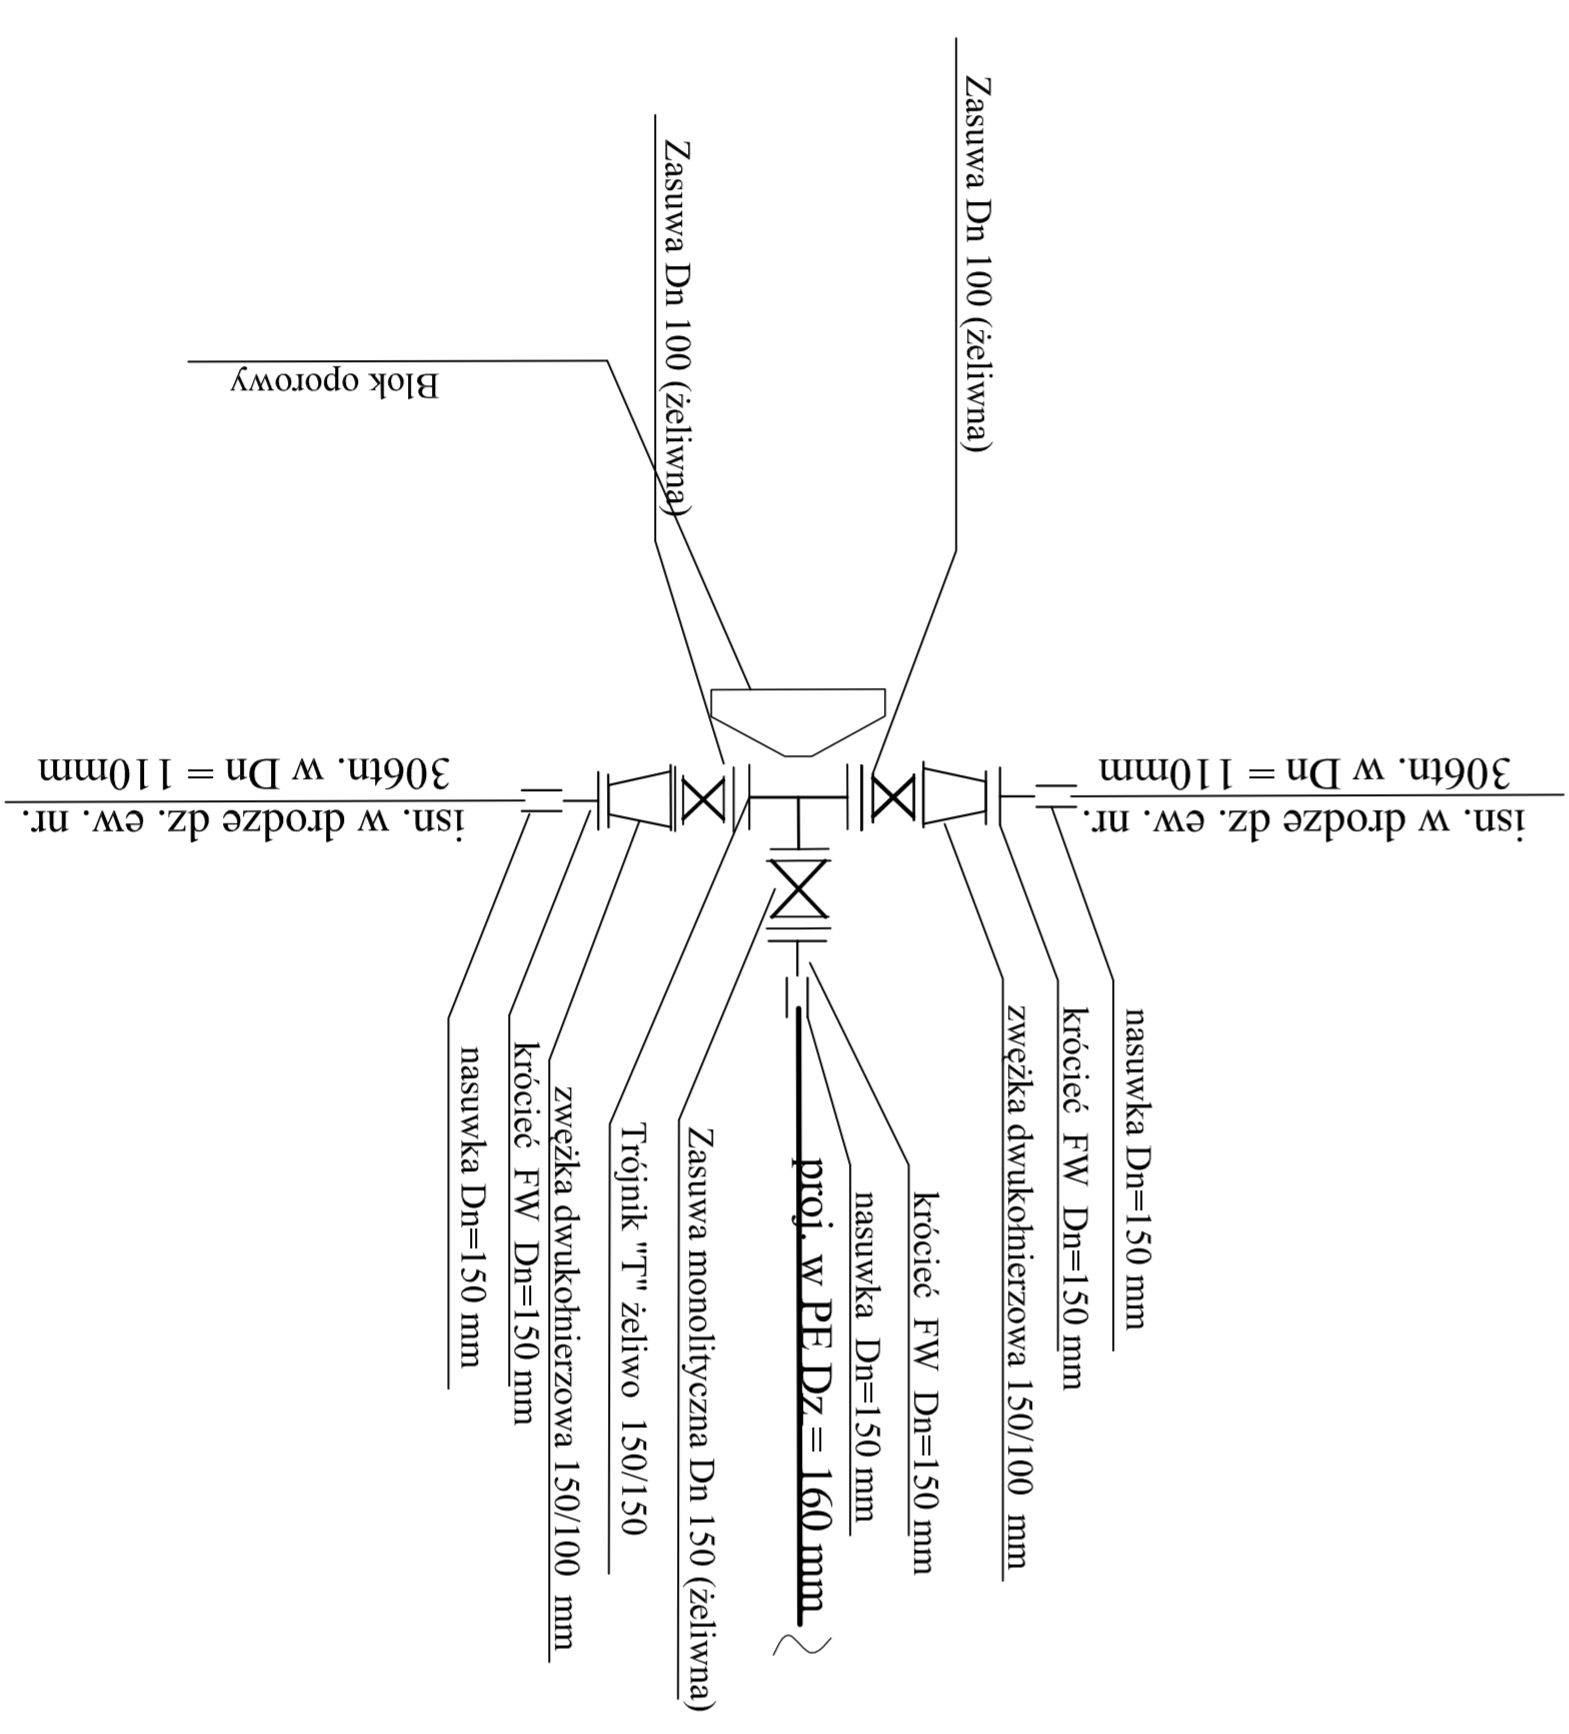 Zasuwa Dn 100 (żeliwna)
Zasuwa Dn 100 (żeliwna)
Blok oporowy
isn. w drodze dz. ew. nr.
306tn. w Dn = 110mm
isn. w drodze dz. ew. nr.
306tn. w Dn = 110mm
nasuwka Dn=150 mm
króciec FW Dn=150 mm
zwężka dwukołnierzowa 150/100 mm
króciec FW Dn=150 mm
nasuwka Dn=150 mm
proj. w PE Dz = 160 mm
Zasuwa monolityczna Dn 150 (żeliwna)
Trójnik "T" żeliwo 150/150
zwężka dwukołnierzowa 150/100 mm
króciec FW Dn=150 mm
nasuwka Dn=150 mm